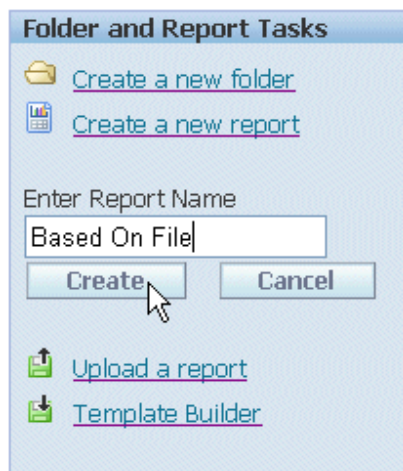 Folder and Report Tasks
Create a new folder
Create a new report
Enter Report Name
Based On File
Create Cancel
Upload a report
Template Builder